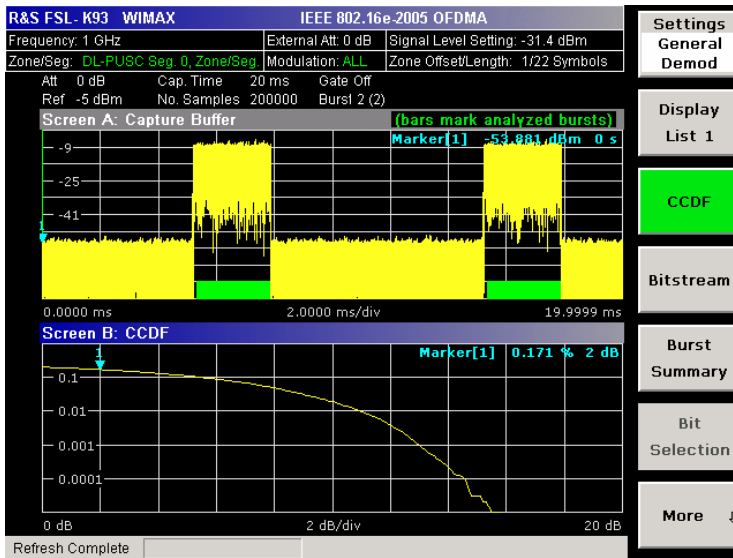 R&S FSL- K93 WIMAX IEEE 802.16e-2005 OFDMA
Frequency: 1 GHz External Att: 0 dB Signal Level Setting: -31.4 dBm
Zone/Seg: DL-PUSC Seg. 0, Zone/Seg. Modulation: ALL Zone Offset/Length: 1/22 Symbols
Att 0 dB Cap. Time 20 ms Gate Off
Ref -5 dBm No. Samples 200000 Burst 2 (2)
Screen A: Capture Buffer (bars mark analyzed bursts)
Marker[1] -53.881 dBm 0 s
-9
-25
-41
1
0.0000 ms 2.0000 ms/div 19.9999 ms
Screen B: CCDF
1 Marker[1] 0.171 % 2 dB
0.1
0.01
0.001
0.0001
0 dB 2 dB/div 20 dB
Refresh Complete
Settings
General
Demod
Display
List 1
CCDF
Bitstream
Burst
Summary
Bit
Selection
More